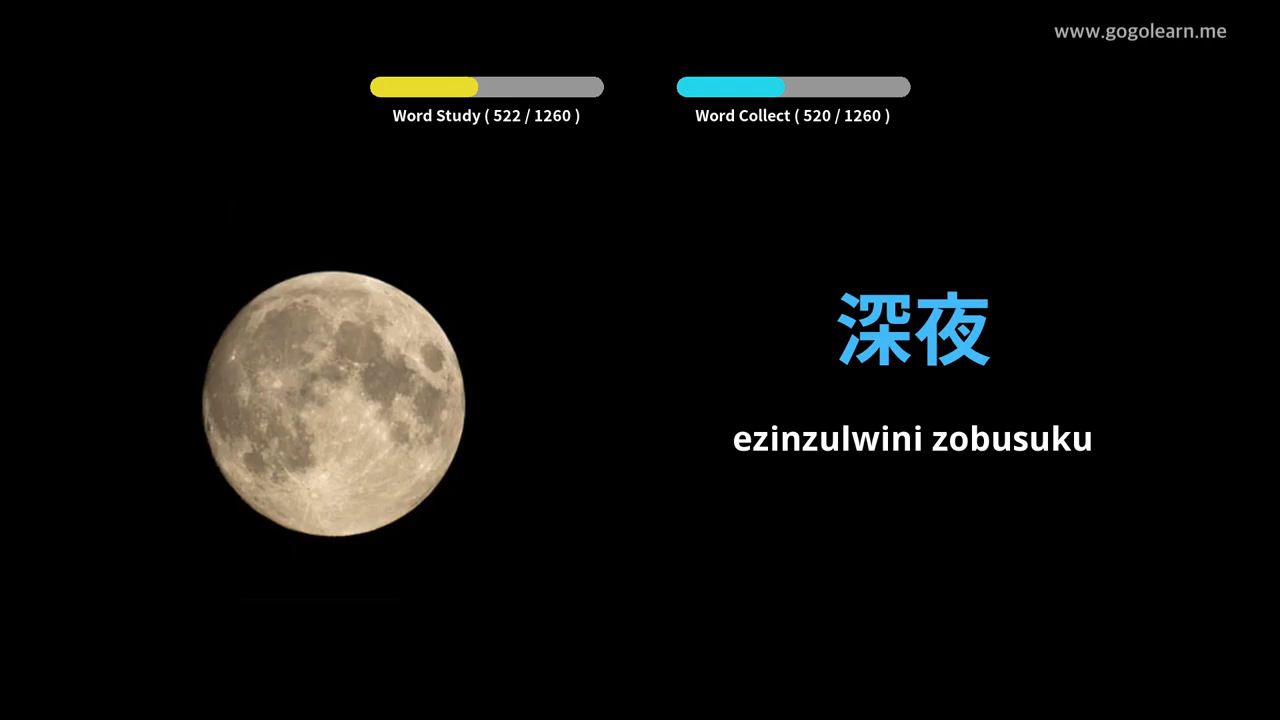 www.gogolearn.me
Word Study ( 522 / 1260 )
Word Collect ( 520 / 1260 )
深夜
ezinzulwini zobusuku